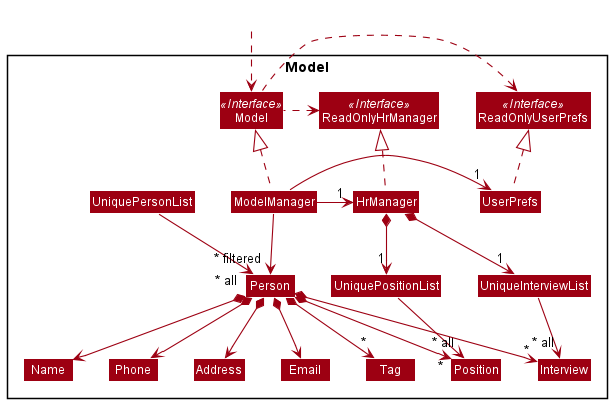 Model
«Interface»
Model
«Interface»
ReadOnlyHrManager
«Interface»
ReadOnlyUserPrefs
1
UniquePersonList
ModelManager
1
HrManager
UserPrefs
* filtered
1
1
* all
Person
UniquePositionList
UniqueInterviewList
*
* all
*
* all
*
Name
Phone
Address
Email
Tag
Position
Interview